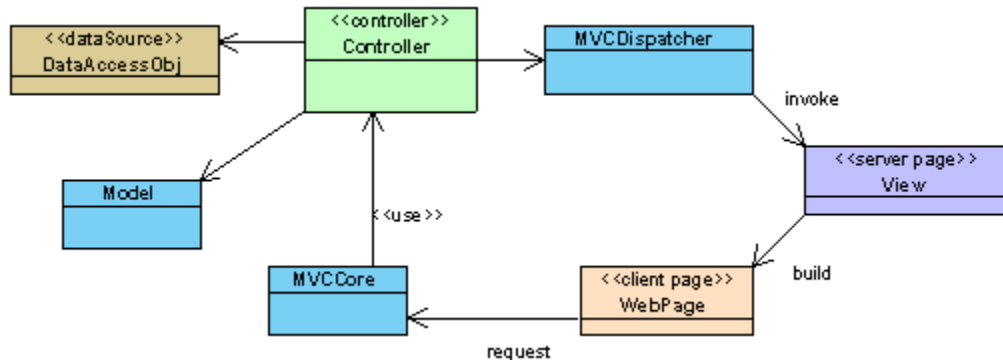 <<controller>>
Controller
<<dataSource>>
DataAccessObj
MVCDispatcher
invoke
<<server page>>
View
Model
<<use>>
MVCCore
<<client page>>
WebPage
build
request